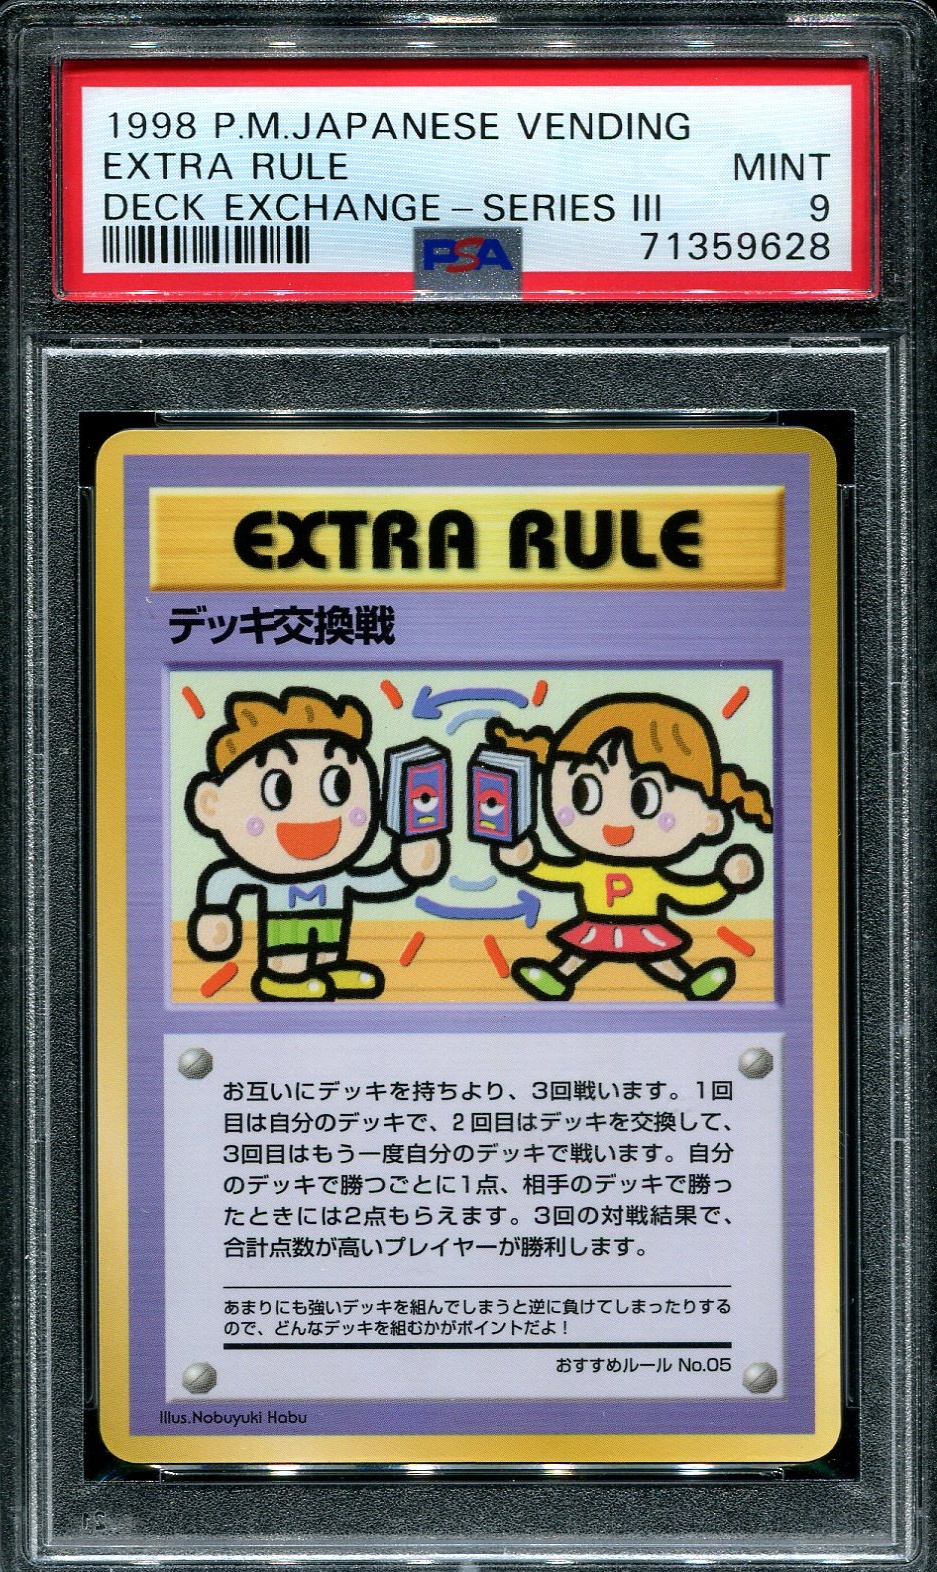 1998 P.M.JAPANESE VENDING
EXTRA RULE MINT
DECK EXCHANGE – SERIES III 9
71359628
PSA
EXTRA RULE
デッキ交換戦
M
P
お互いにデッキを持ちより、3回戦います。1回
目は自分のデッキで、2回目はデッキを交換して、
3回目はもう一度自分のデッキで戦います。自分
のデッキで勝つごとに1点、相手のデッキで勝っ
たときには2点もらえます。3回の対戦結果で、
合計点数が高いプレイヤーが勝利します。
あまりにも強いデッキを組んでしまうと逆に負けてしまったりする
ので、どんなデッキを組むかがポイントだよ!
おすすめルール No.05
Illus.Nobuyuki Habu